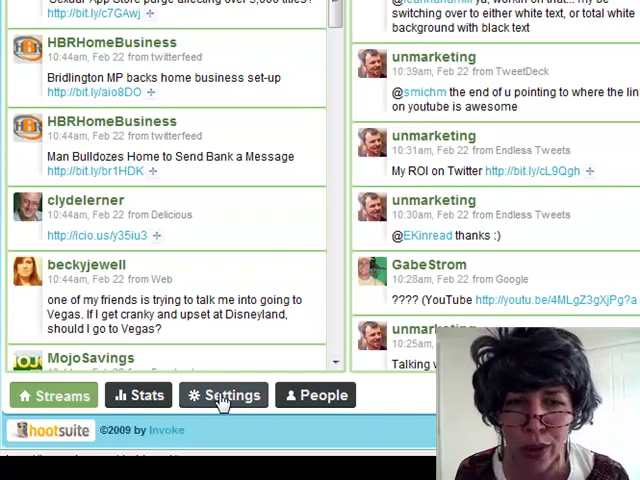 Sexual App Store purge affecting over 5,000 titles?
http://bit.ly/c7GAwj
HBRHomeBusiness
10:44am, Feb 22 from twitterfeed
Bridlington MP backs home business set-up
http://bit.ly/aio8DO
HBRHomeBusiness
10:44am, Feb 22 from twitterfeed
Man Bulldozes Home to Send Bank a Message
http://bit.ly/br1HDK
clydelerner
10:44am, Feb 22 from Delicious
http://icio.us/y35iu3
beckyjewell
10:44am, Feb 22 from Web
one of my friends is trying to talk me into going to
Vegas. If I get cranky and upset at Disneyland,
should I go to Vegas?
MojoSavings
switching over to either white text, or total white
background with black text
unmarketing
10:39am, Feb 22 from TweetDeck
@smichm the end of u pointing to where the lin
on youtube is awesome
unmarketing
10:31am, Feb 22 from Endless Tweets
My ROI on Twitter http://bit.ly/cL9Qgh
unmarketing
10:30am, Feb 22 from Endless Tweets
@EKinread thanks :)
GabeStrom
10:28am, Feb 22 from Google
???? (YouTube http://youtu.be/4MLgZ3gXjPg?a
unmarketing
10:25am,
Talking
Streams
Stats
Settings
People
hootsuite
©2009 by Invoke